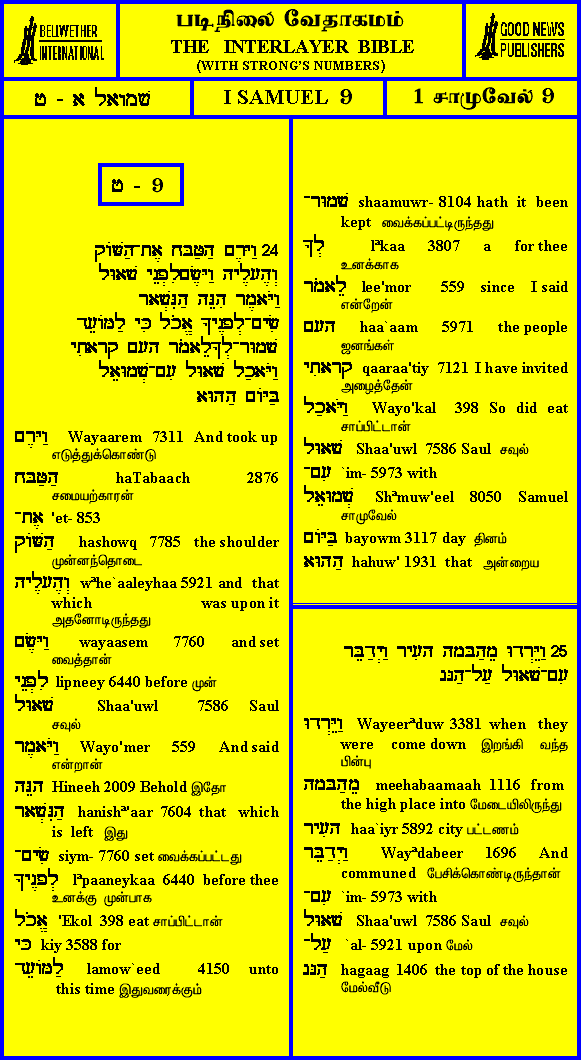 BELLWETHER
INTERNATIONAL
படிநிலை வேதாகமம்
THE INTERLAYER BIBLE
(WITH STRONG'S NUMBERS)
GOOD NEWS
PUBLISHERS
שמואל א - ט
I SAMUEL 9
1 சாமுவேல் 9
ט - 9
24 וַיָּרֶם הַטַּבָּח אֶת־הַשּׁוֹק
וְהֶעָלֶיהָ וַיָּשֶׂםלִפְנֵי שָׁאוּל
וַיֹּאמֶר הִנֵּה הַנִּשְׁאָר
שִׂים־לְפָנֶיךָ אֱכֹל כִּי לַמּוֹעֵד־
שָׁמוּר־לְךָלֵאמֹר הָעָם קָרָאתִי
וַיֹּאכַל שָׁאוּל עִם־שְׁמוּאֵל
בַּיּוֹם הַהוּא
וַיָּרֶם Wayaarem 7311 And took up
எடுத்துக்கொண்டு
הַטַּבָּח haTabaach 2876
சமையற்காரன்
אֶת־ 'et- 853
הַשּׁוֹק hashowq 7785 the shoulder
முன்னந்தொடை
וְהֶעָלֶיהָ wªhe`aaleyhaa 5921 and that
which was upon it
அதனோடிருந்தது
וַיָּשֶׂם wayaasem 7760 and set
வைத்தான்
לִפְנֵי lipneey 6440 before முன்
שָׁאוּל Shaa'uwl 7586 Saul
சவுல்
וַיֹּאמֶר Wayo'mer 559 And said
என்றான்
הִנֵּה Hineeh 2009 Behold இதோ
הַנִּשְׁאָר hanishª'aar 7604 that which
is left இது
שִׂים־ siym- 7760 set வைக்கப்பட்டது
לְפָנֶיךָ lªpaaneykaa 6440 before thee
உனக்கு முன்பாக
אֱכֹל 'Ekol 398 eat சாப்பிட்டான்
כִּי kiy 3588 for
לַמּוֹעֵד־ lamow`eed 4150 unto
this time இதுவரைக்கும்
שָׁמוּר־ shaamuwr- 8104 hath it been
kept வைக்கப்பட்டிருந்தது
לְךָ lªkaa 3807 a for thee
உனக்காக
לֵאמֹר lee'mor 559 since I said
என்றேன்
הָעָם haa`aam 5971 the people
ஜனங்கள்
קָרָאתִי qaaraa'tiy 7121 I have invited
அழைத்தேன்
וַיֹּאכַל Wayo'kal 398 So did eat
சாப்பிட்டான்
שָׁאוּל Shaa'uwl 7586 Saul சவுல்
עִם־ `im- 5973 with
שְׁמוּאֵל Shªmuw'eel 8050 Samuel
சாமுவேல்
בַּיּוֹם bayowm 3117 day தினம்
הַהוּא hahuw' 1931 that அன்றைய
25 וַיֵּרְדוּ מֵהַבָּמָה הָעִיר וַיְדַבֵּר
עִם־שָׁאוּל עַל־הַגָּג
וַיֵּרְדוּ Wayeerªduw 3381 when they
were come down இறங்கி வந்த
பின்பு
מֵהַבָּמָה meehabaamaah 1116 from
the high place into மேடையிலிருந்து
הָעִיר haa`iyr 5892 city பட்டணம்
וַיְדַבֵּר Wayªdabeer 1696 And
communed பேசிக்கொண்டிருந்தான்
עִם־ `im- 5973 with
שָׁאוּל Shaa'uwl 7586 Saul சவுல்
עַל־ `al- 5921 upon மேல்
הַגָּג hagaag 1406 the top of the house
மேல்வீடு